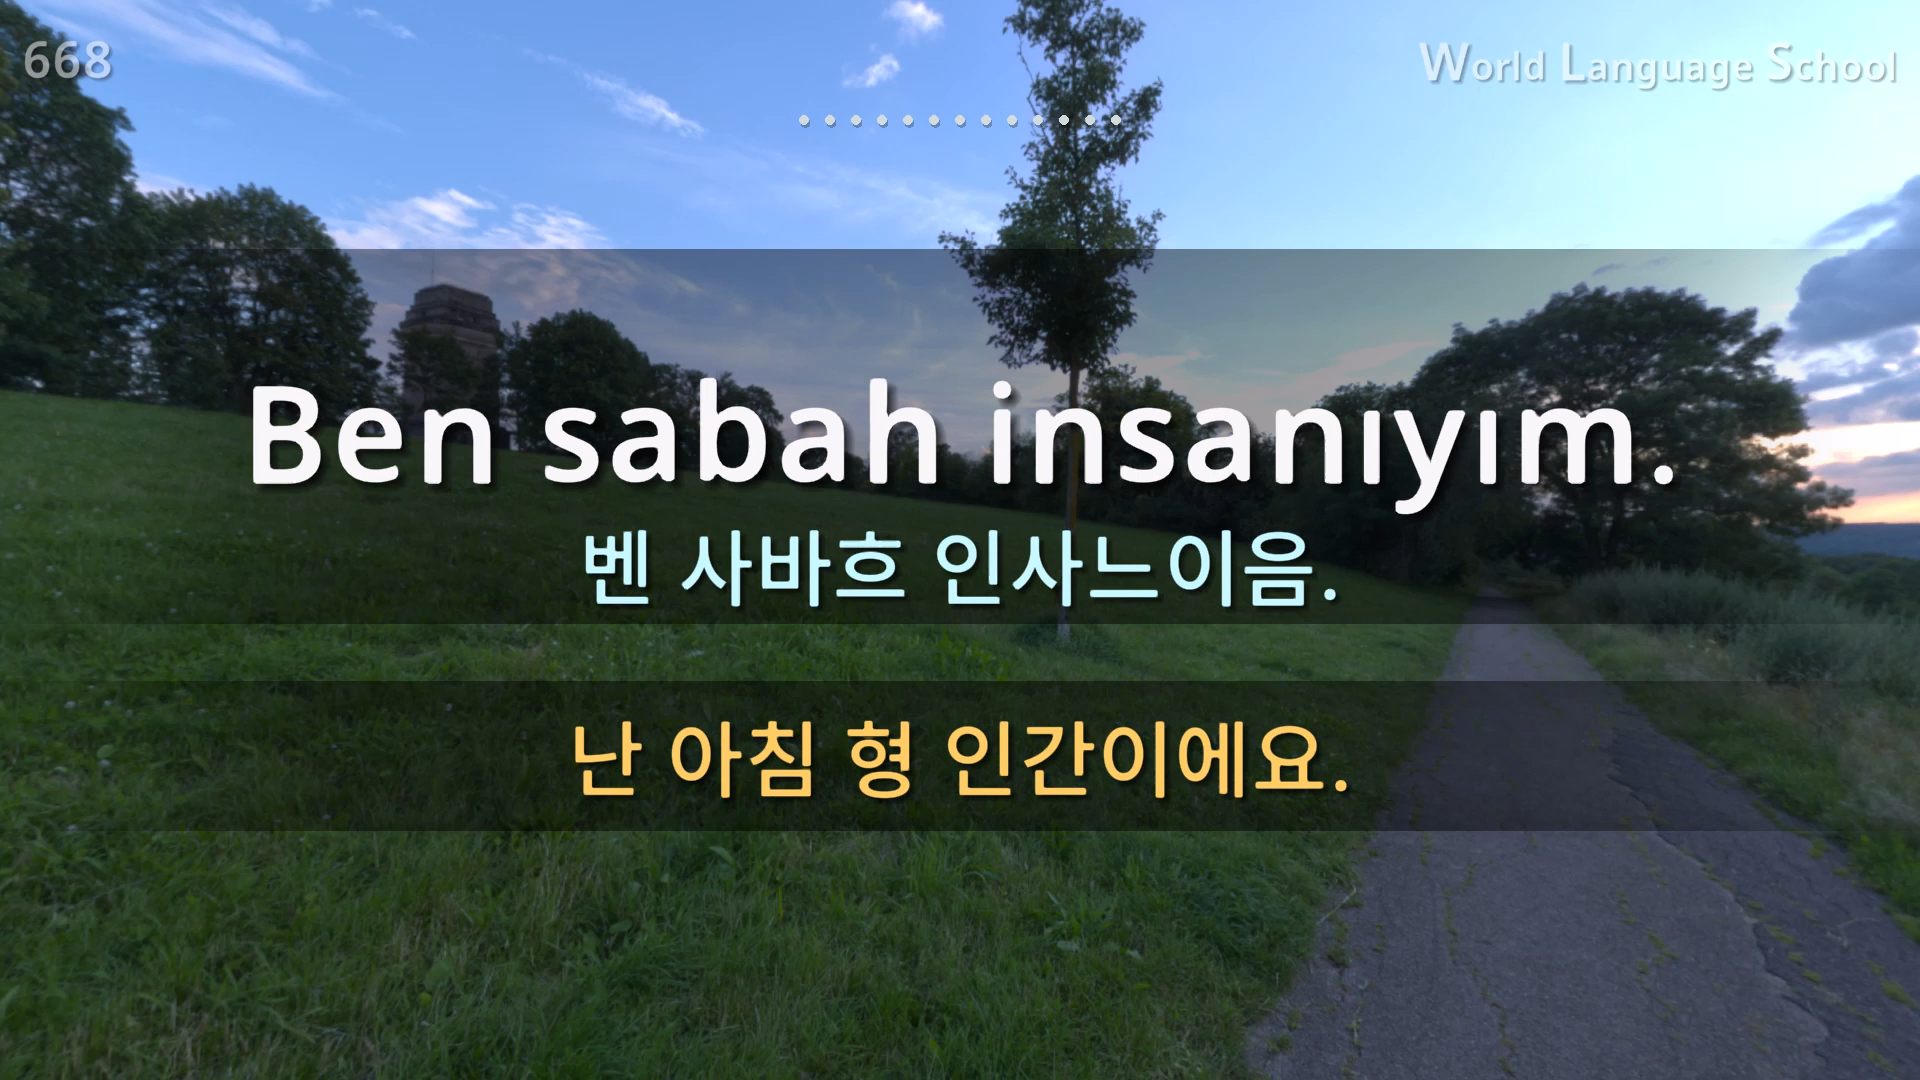 668
World Language School
Ben sabah insanıyım.
벤 사바흐 인사느이음.
난 아침 형 인간이에요.